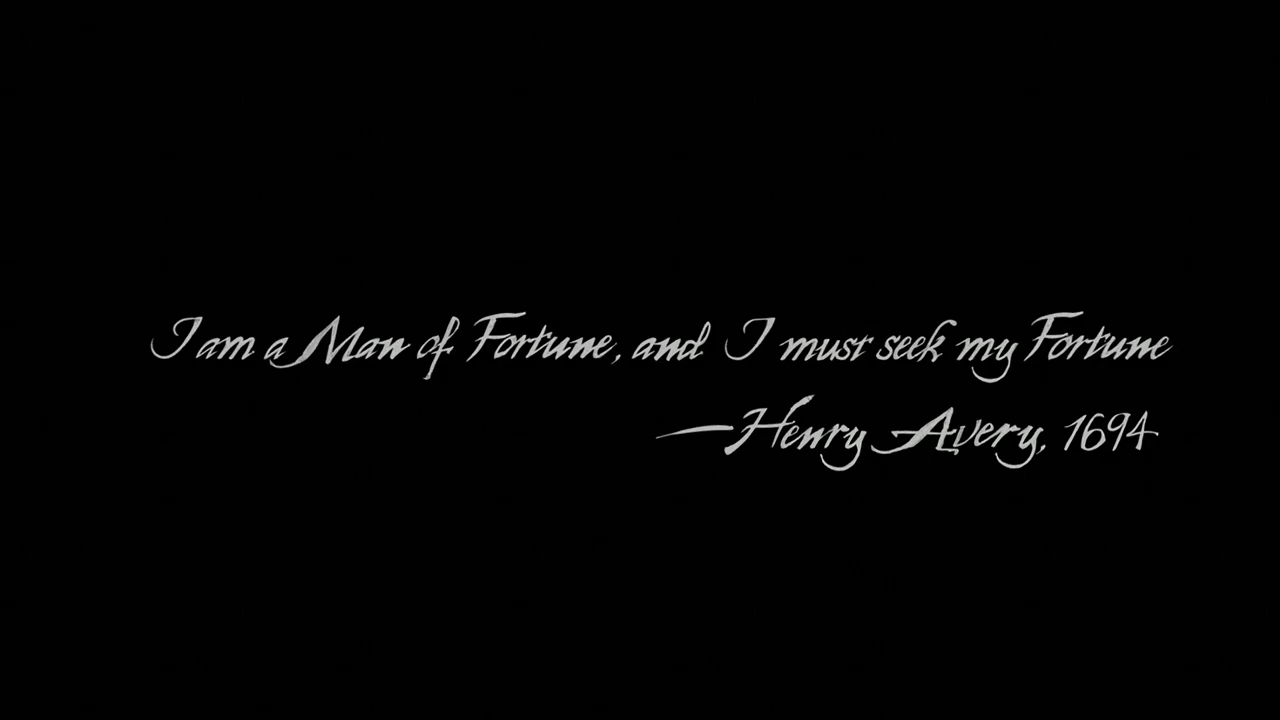 I am a Man of Fortune, and I must seek my Fortune
—Henry Avery, 1694